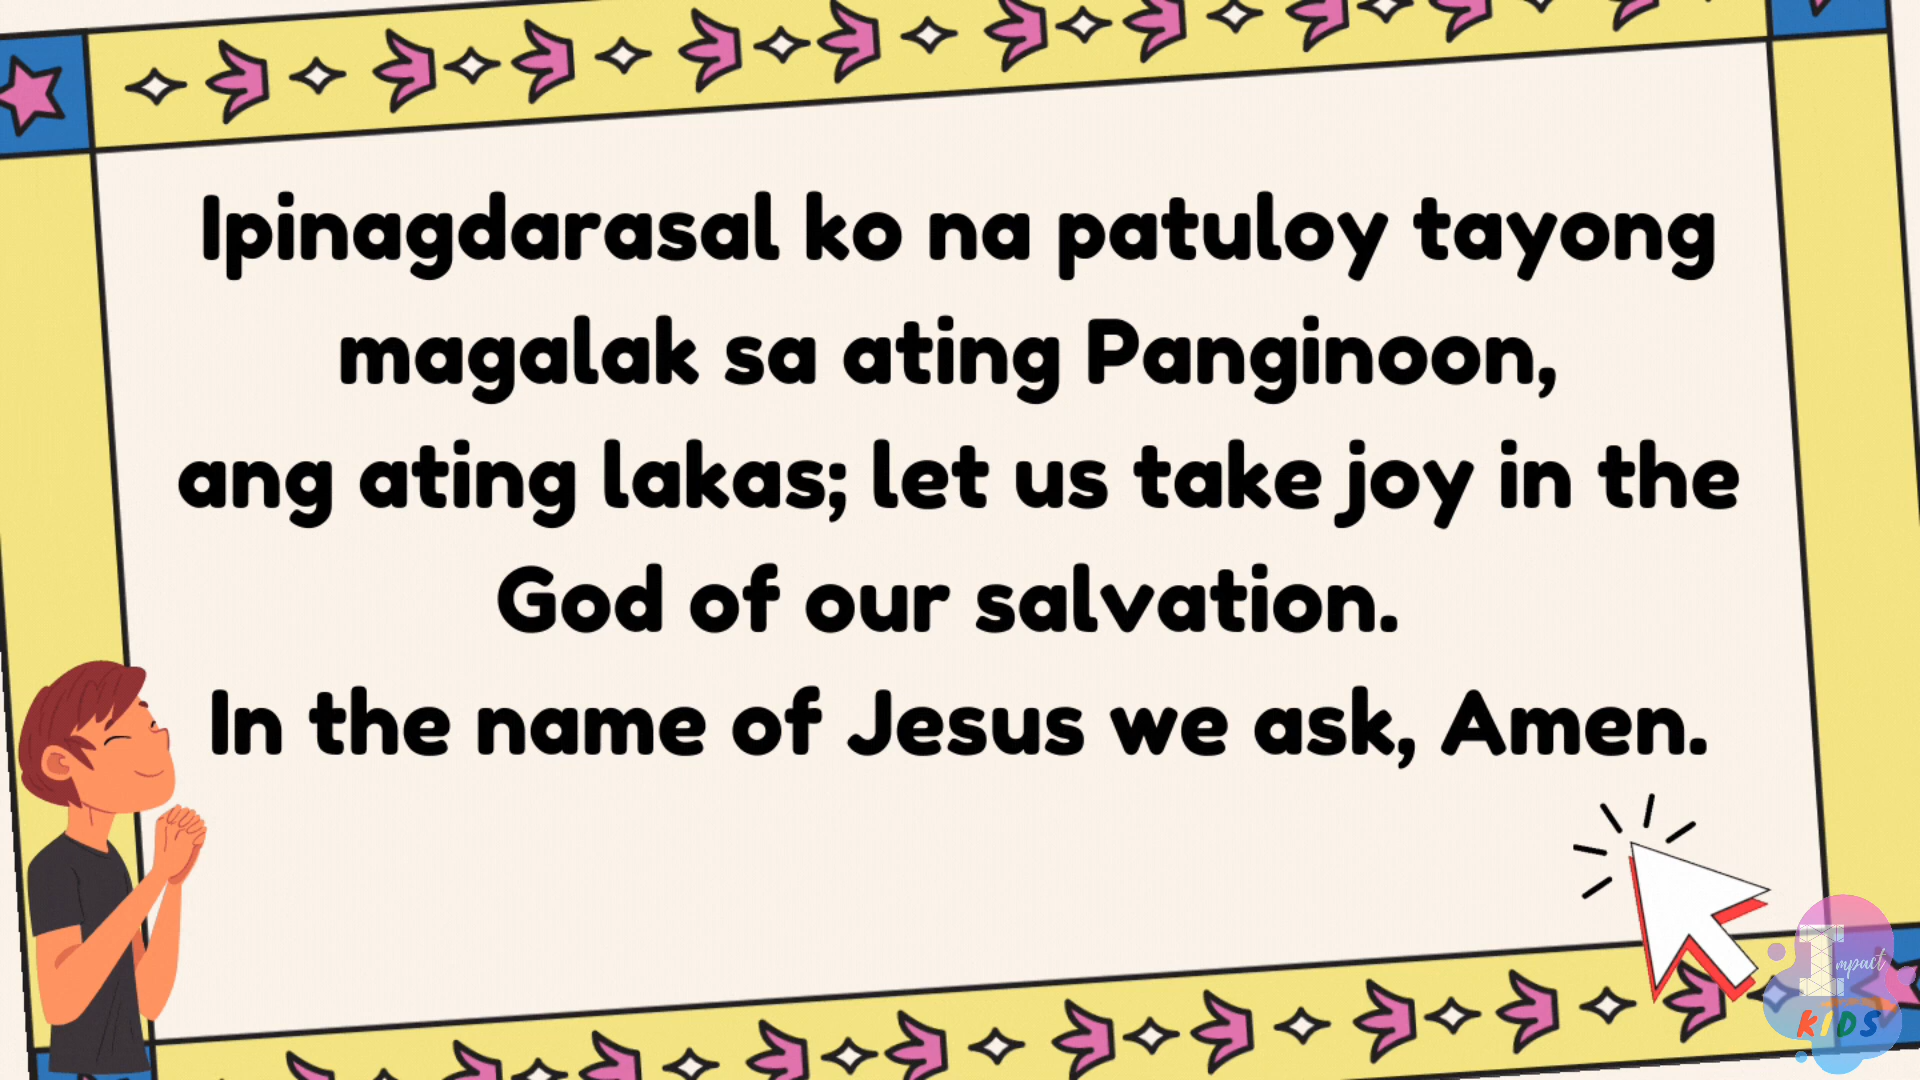 Ipinagdarasal ko na patuloy tayong
magalak sa ating Panginoon,
ang ating lakas; let us take joy in the
God of our salvation.
In the name of Jesus we ask, Amen.
Impact
KIDS